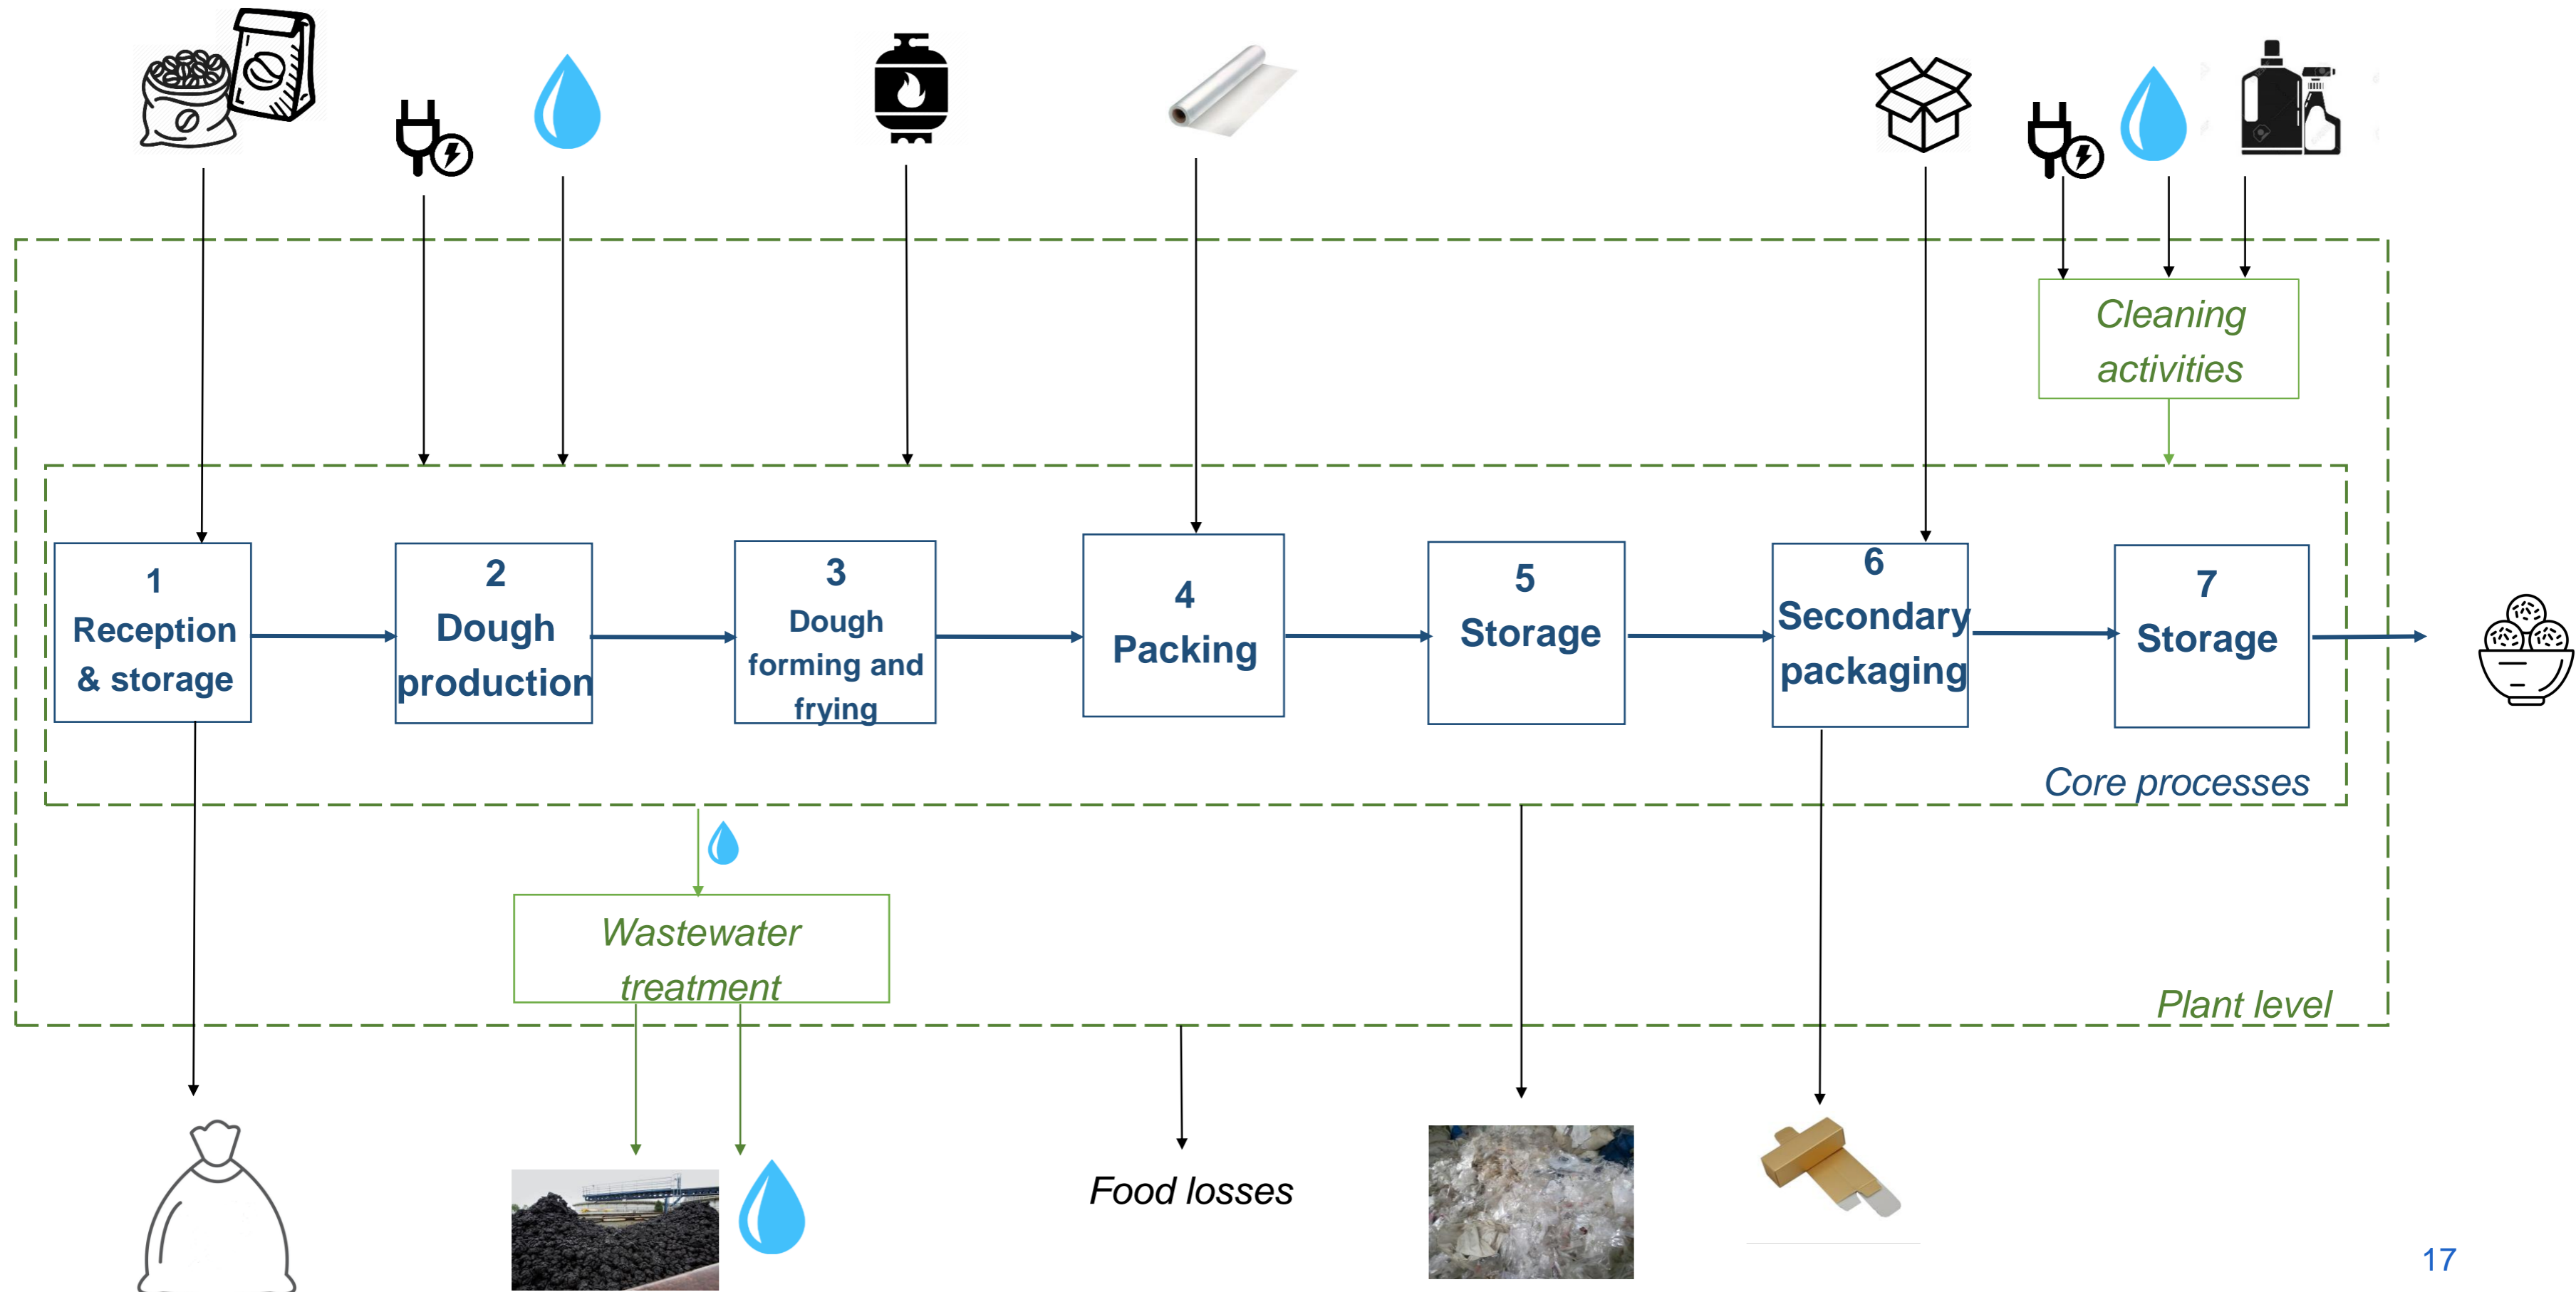 Cleaning
activities
1
Reception
& storage
2
Dough
production
3
Dough
forming and
frying
4
Packing
5
Storage
6
Secondary
packaging
7
Storage
Core processes
Wastewater
treatment
Plant level
Food losses
17